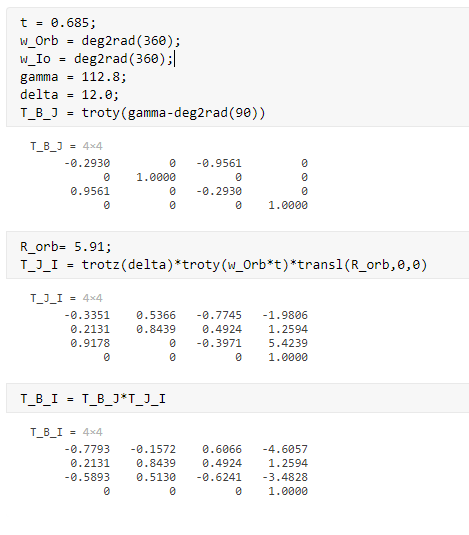 t = 0.685;
w_Orb = deg2rad(360);
w_Io = deg2rad(360);
gamma = 112.8;
delta = 12.0;
T_B_J = troty(gamma-deg2rad(90))
T_B_J = 4×4
-0.2930 0 -0.9561 0
0 1.0000 0 0
0.9561 0 -0.2930 0
0 0 0 1.0000
R_orb= 5.91;
T_J_I = trotz(delta)*troty(w_Orb*t)*transl(R_orb,0,0)
T_J_I = 4×4
-0.3351 0.5366 -0.7745 -1.9806
0.2131 0.8439 0.4924 1.2594
0.9178 0 -0.3971 5.4239
0 0 0 1.0000
T_B_I = T_B_J*T_J_I
T_B_I = 4×4
-0.7793 -0.1572 0.6066 -4.6057
0.2131 0.8439 0.4924 1.2594
-0.5893 0.5130 -0.6241 -3.4828
0 0 0 1.0000